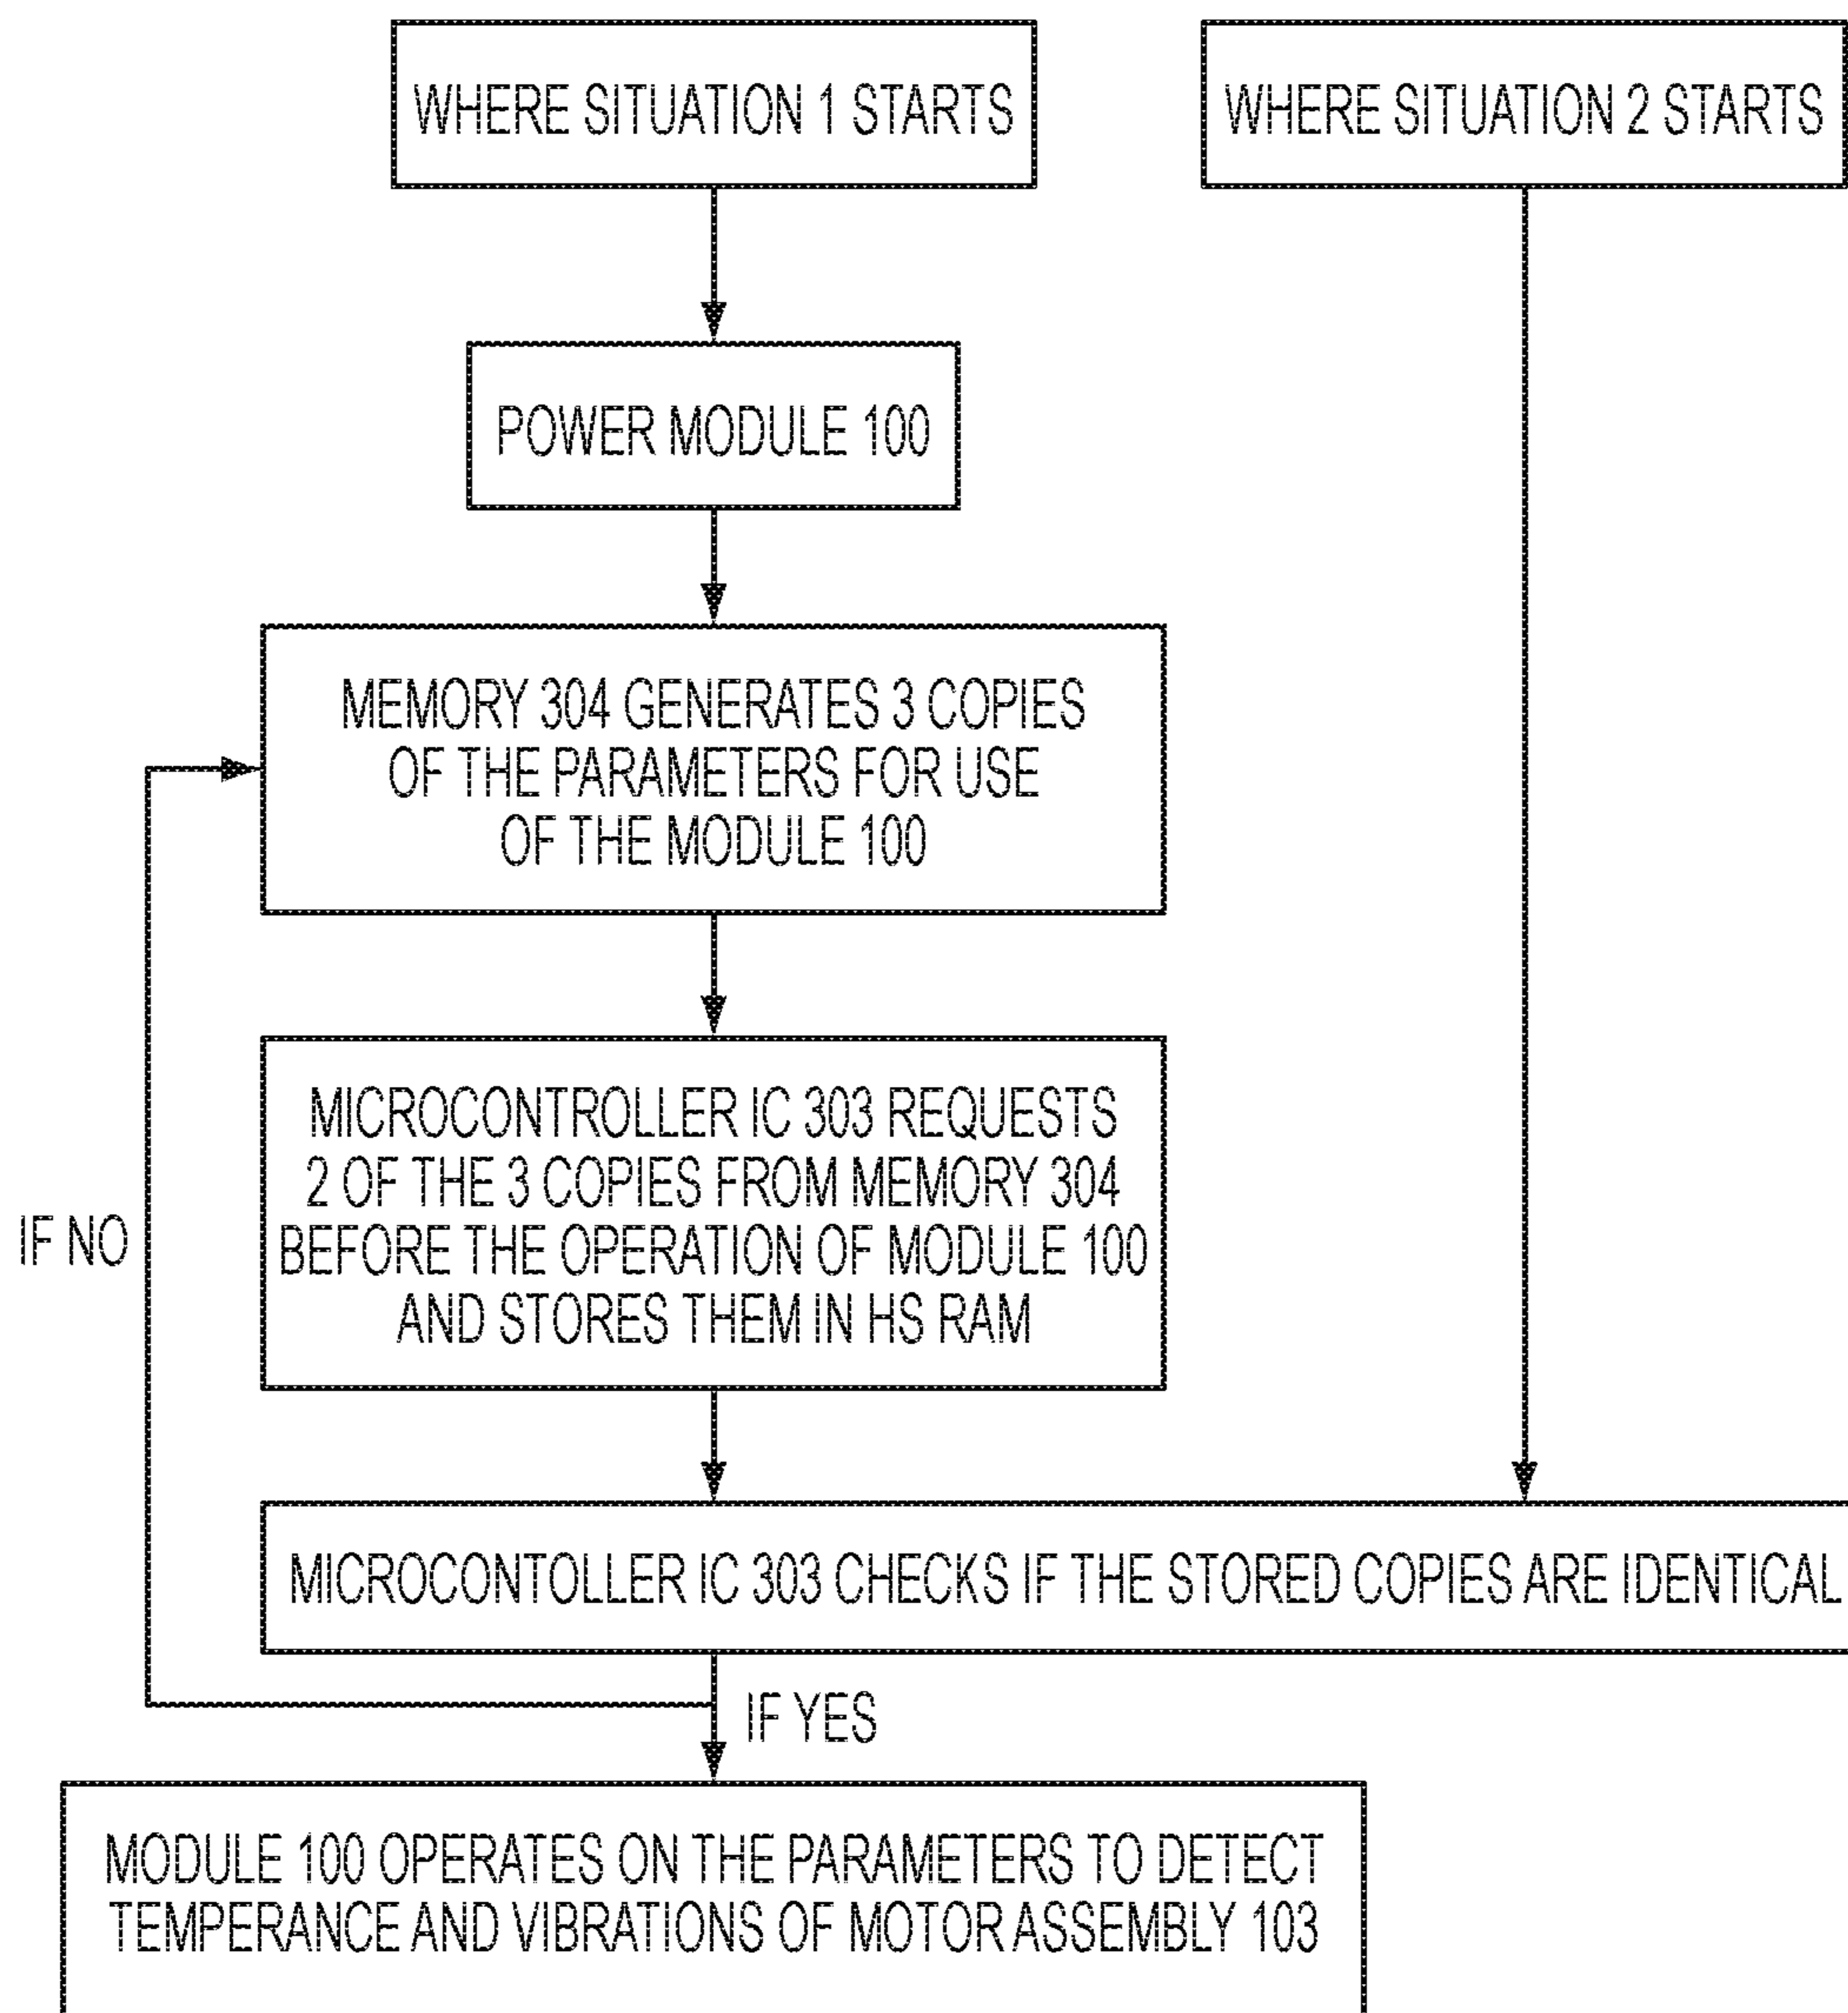 WHERE SITUATION 1 STARTS
WHERE SITUATION 2 STARTS
POWER MODULE 100
MEMORY 304 GENERATES 3 COPIES
OF THE PARAMETERS FOR USE
OF THE MODULE 100
MICROCONTROLLER IC 303 REQUESTS
2 OF THE 3 COPIES FROM MEMORY 304
BEFORE THE OPERATION OF MODULE 100
AND STORES THEM IN HS RAM
IF NO
MICROCONTOLLER IC 303 CHECKS IF THE STORED COPIES ARE IDENTICAL
IF YES
MODULE 100 OPERATES ON THE PARAMETERS TO DETECT
TEMPERANCE AND VIBRATIONS OF MOTOR ASSEMBLY 103